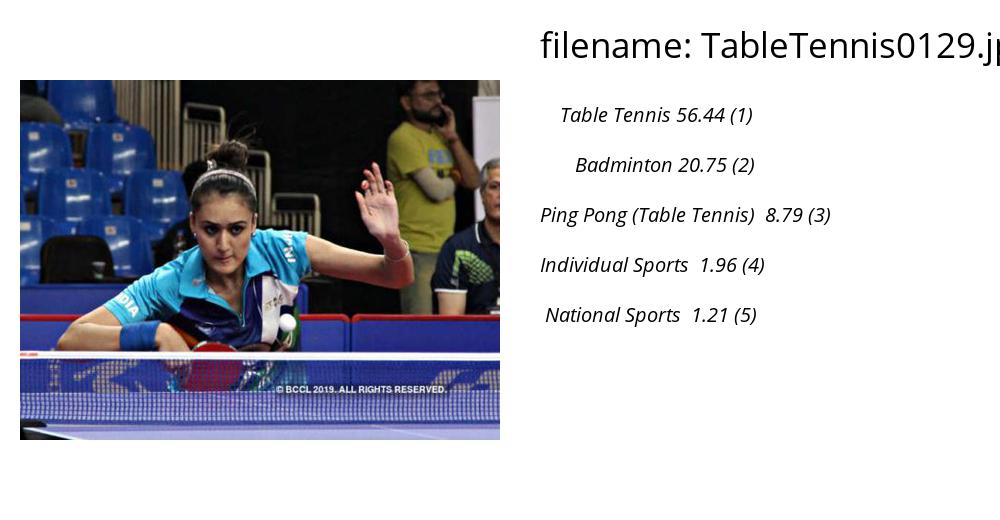 filename: TableTennis0129.jp
Table Tennis 56.44 (1)
Badminton 20.75 (2)
Ping Pong (Table Tennis) 8.79 (3)
Individual Sports 1.96 (4)
National Sports 1.21 (5)
INDIA
© BCCL 2019. ALL RIGHTS RESERVED.